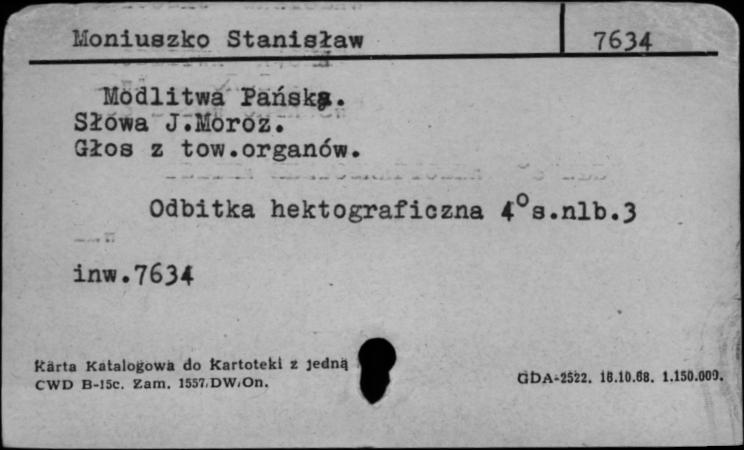 Moniuszko Stanisław 7634
Modlitwa Pańska.
Słowa J.Moroz.
Głos z tow.organów.
Odbitka hektograficzna 4° s.nlb.3
inw.7634
Karta Katalogowa do Kartoteki z jedną
CWD B-15c. Zam. 1557/DW/On.
GDA-2522. 16.10.68. 1.150.000.